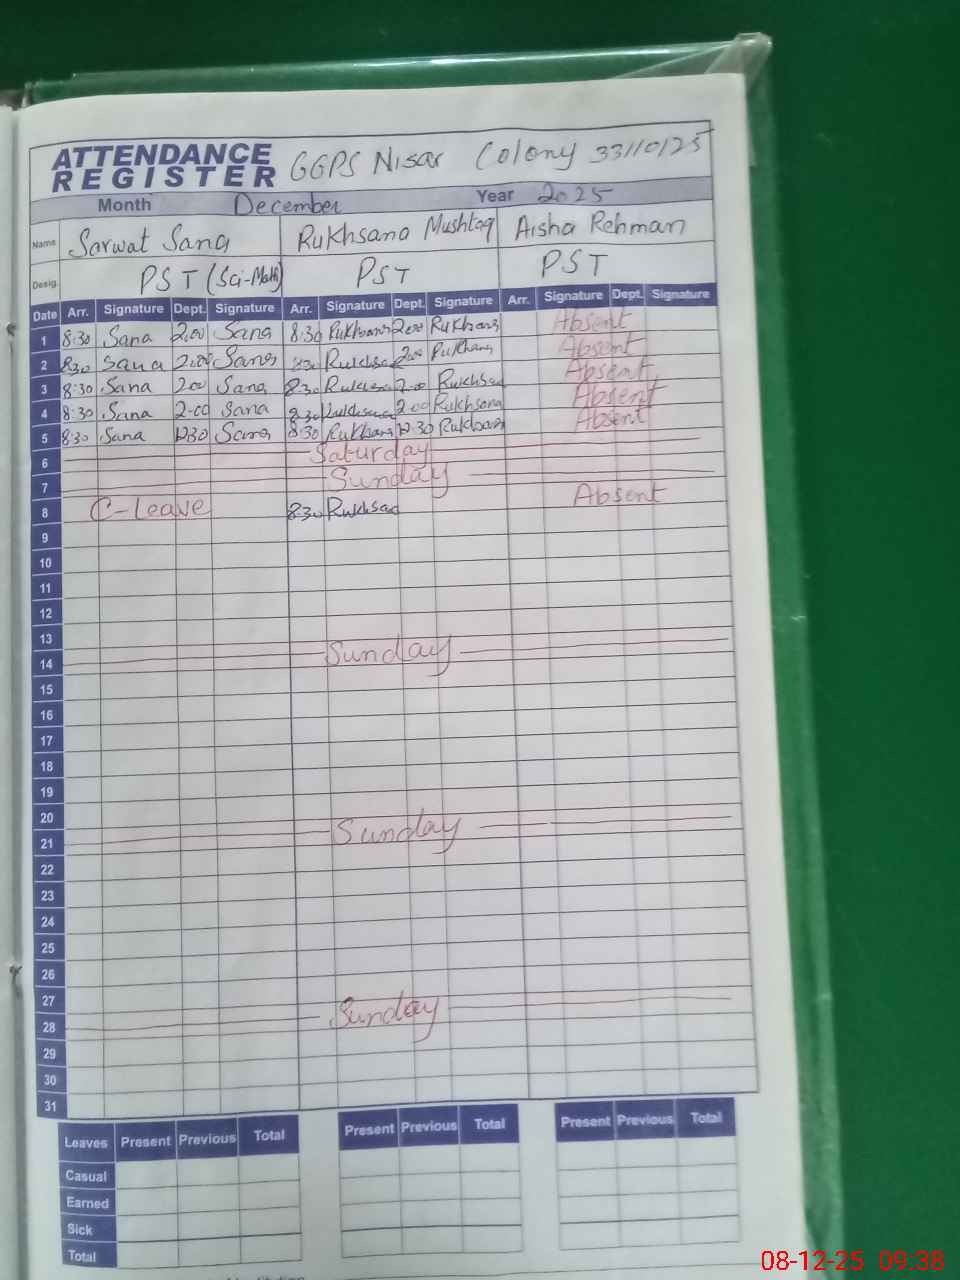 ATTENDANCE REGISTER GGPS Nisar Colony 33110125
Month December Year 2025
Name Sarwat Sana Rukhsana Mushtaq Aisha Rehman
Desig. PST (Sci-Math) PST PST
Date Arr. Signature Dept. Signature Arr. Signature Dept. Signature Arr. Signature Dept. Signature
1 8:30 Sana 2:00 Sana 8:30 Rukhsana 2:00 Rukhsana Absent
2 8:30 Sana 2:00 Sana 8:30 Rukhsa 2:00 Rukhsana Absent
3 8:30 Sana 2:00 Sana 8:30 Rukhsana 2:00 Rukhsa Absent
4 8:30 Sana 2-00 Sana 8:30 Rukhsana 2:00 Rukhsana Absent
5 8:30 Sana 12:30 Sana 8:30 Rukhsana 12:30 Rukhsana Absent
6 Saturday
7 Sunday
8 C-Leave 8:30 Rukhsa Absent
9
10
11
12
13
14 Sunday
15
16
17
18
19
20
21 Sunday
22
23
24
25
26
27
28 Sunday
29
30
31
Leaves Present Previous Total Present Previous Total Present Previous Total
Casual
Earned
Sick
Total
08-12-25 09:38